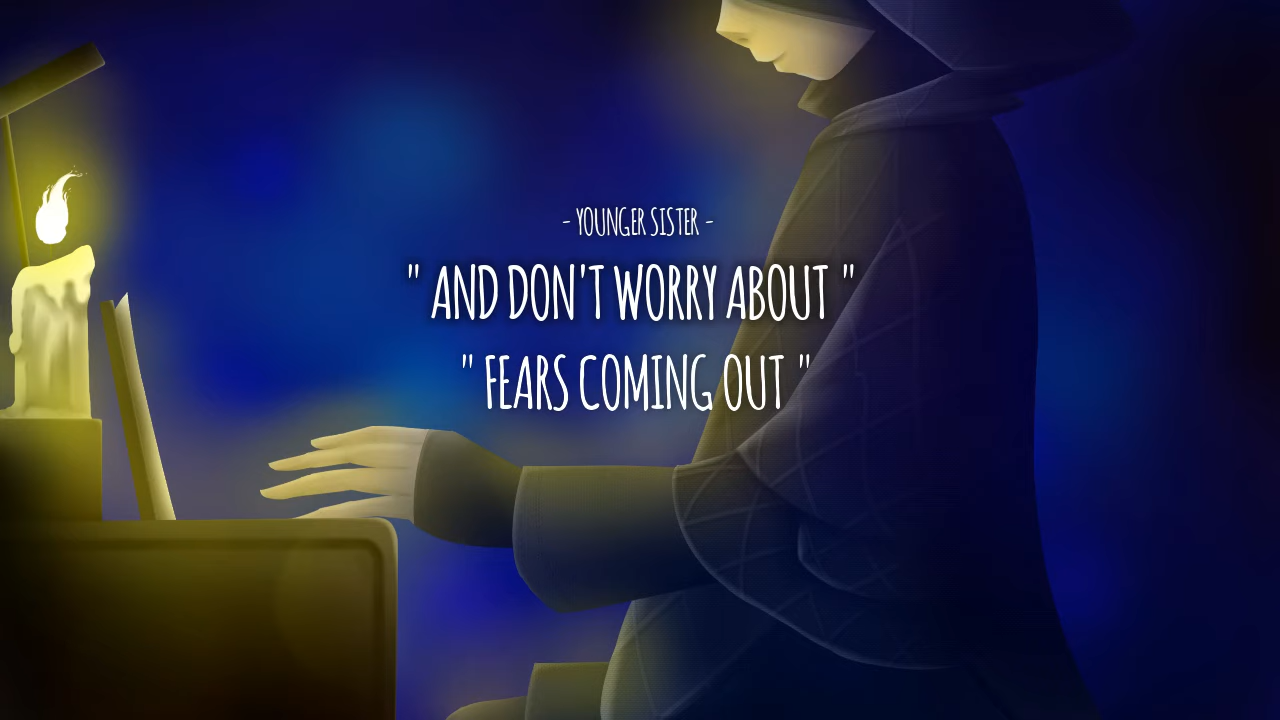 - YOUNGER SISTER -
" AND DON'T WORRY ABOUT "
" FEARS COMING OUT "